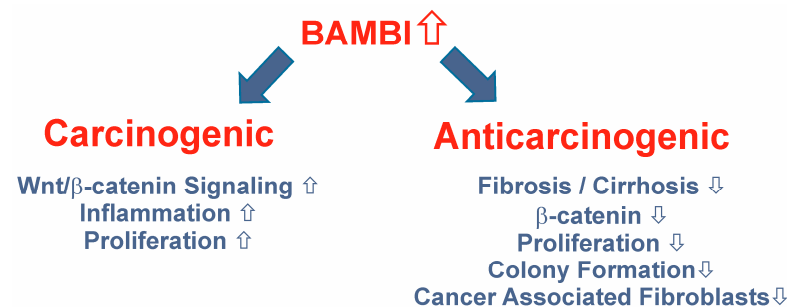 BAMBI⇧
Carcinogenic
Wnt/β-catenin Signaling ⇧
Inflammation ⇧
Proliferation ⇧
Anticarcinogenic
Fibrosis / Cirrhosis ⇩
β-catenin ⇩
Proliferation ⇩
Colony Formation⇩
Cancer Associated Fibroblasts⇩